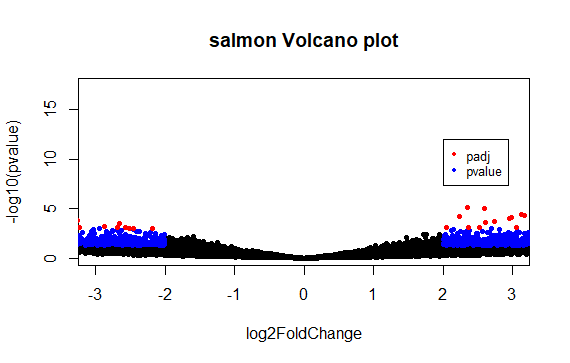 salmon Volcano plot
-log10(pvalue)
15
10
5
0
padj
pvalue
-3 -2 -1 0 1 2 3
log2FoldChange